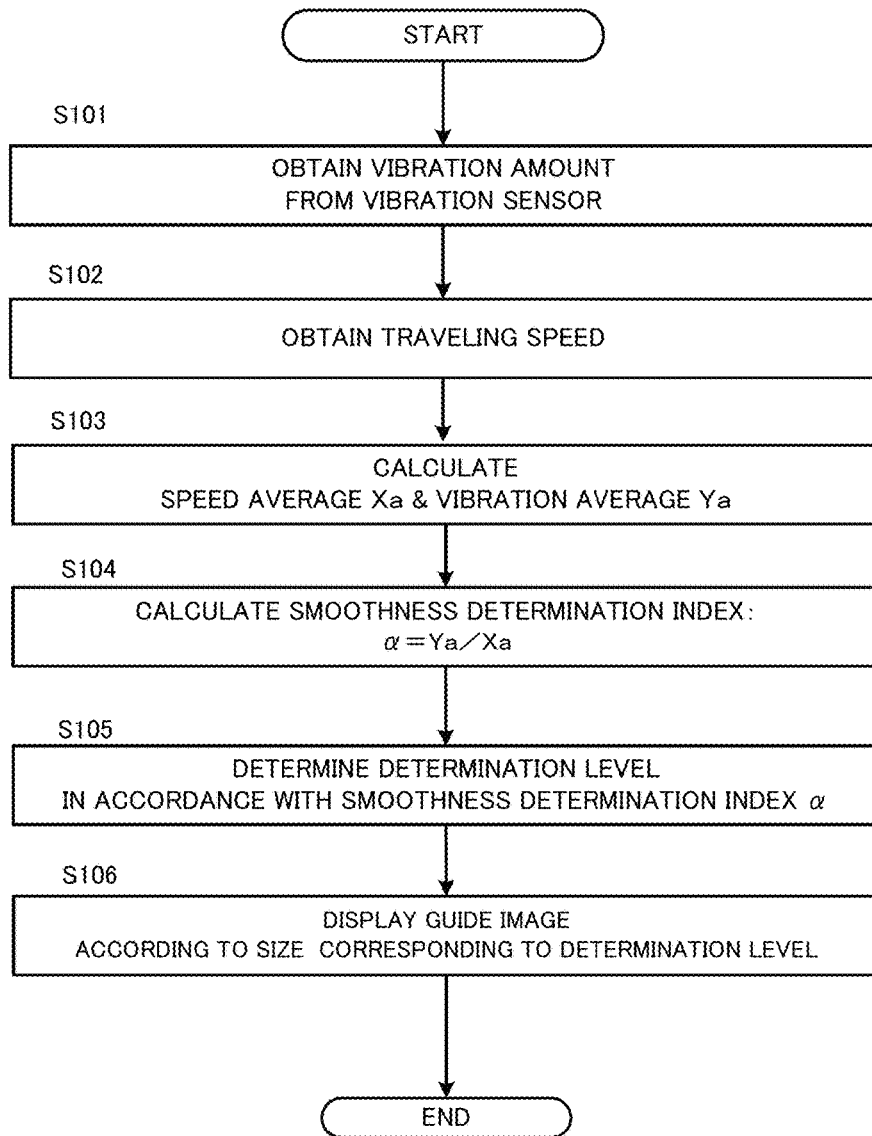 START
S101
OBTAIN VIBRATION AMOUNT
FROM VIBRATION SENSOR
S102
OBTAIN TRAVELING SPEED
S103
CALCULATE
SPEED AVERAGE Xa & VIBRATION AVERAGE Ya
S104
CALCULATE SMOOTHNESS DETERMINATION INDEX:
α=Ya/Xa
S105
DETERMINE DETERMINATION LEVEL
IN ACCORDANCE WITH SMOOTHNESS DETERMINATION INDEX α
S106
DISPLAY GUIDE IMAGE
ACCORDING TO SIZE CORRESPONDING TO DETERMINATION LEVEL
END